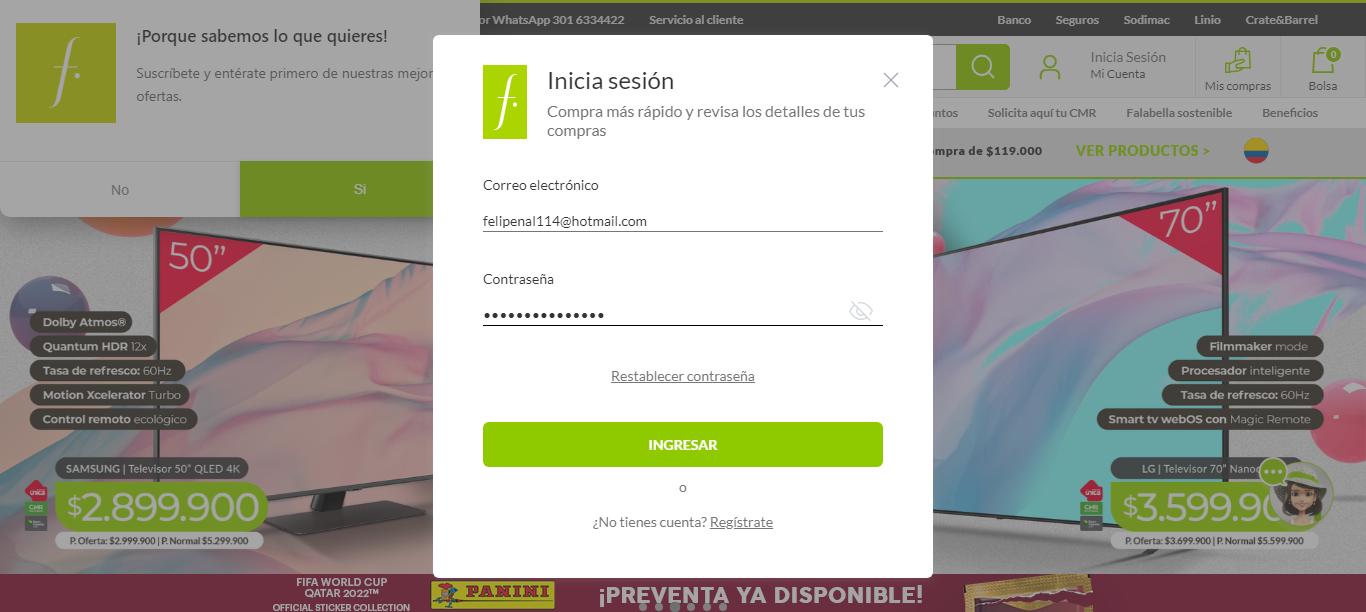 or WhatsApp 301 6334422
Servicio al cliente
Banco
Seguros
Sodimac
Linio
Crate&Barrel
¡Porque sabemos lo que quieres!
Suscríbete y entérate primero de nuestras mejor
ofertas.
No
Si
Inicia Sesión
Mi Cuenta
Mis compras
0
Bolsa
ntos
Solicita aquí tu CMR
Falabella sostenible
Beneficios
mpra de $119.000
VER PRODUCTOS >
f.
Inicia sesión
Compra más rápido y revisa los detalles de tus
compras
Correo electrónico
felipenal114@hotmail.com
Contraseña
•••••••••••••••
Restablecer contraseña
INGRESAR
o
¿No tienes cuenta? Regístrate
50”
Dolby Atmos®
Quantum HDR 12x
Tasa de refresco: 60Hz
Motion Xcelerator Turbo
Control remoto ecológico
SAMSUNG | Televisor 50” QLED 4K
única
CMR
$2.899.900
P. Oferta: $2.999.900 | P. Normal $5.299.900
70”
Filmmaker mode
Procesador inteligente
Tasa de refresco: 60Hz
Smart tv webOS con Magic Remote
LG | Televisor 70” Nanoc
única
CMR
$3.599.90
P. Oferta: $3.699.900 | P. Normal $5.599.900
FIFA WORLD CUP
QATAR 2022™
OFFICIAL STICKER COLLECTION
PANINI
¡PREVENTA YA DISPONIBLE!